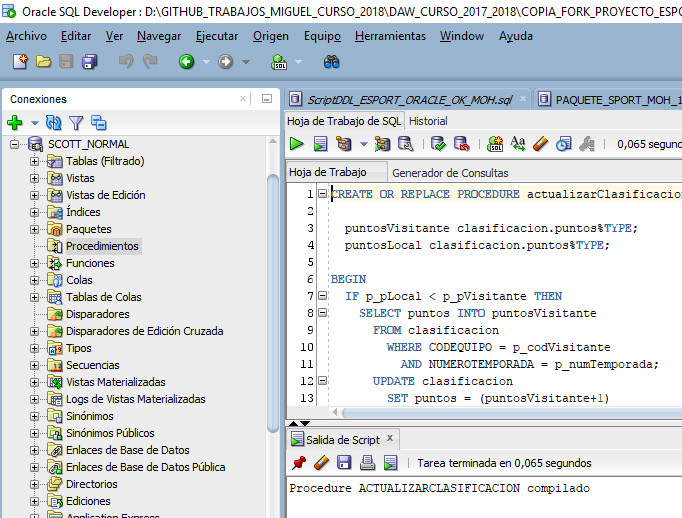 Oracle SQL Developer : D:\GITHUB_TRABAJOS_MIGUEL_CURSO_2018\DAW_CURSO_2017_2018\COPIA_FORK_PROYECTO_ESPO
Archivo Editar Ver Navegar Ejecutar Origen Equipo Herramientas Window Ayuda
Conexiones
SCOTT_NORMAL
Tablas (Filtrado)
Vistas
Vistas de Edición
Índices
Paquetes
Procedimientos
Funciones
Colas
Tablas de Colas
Disparadores
Disparadores de Edición Cruzada
Tipos
Secuencias
Vistas Materializadas
Logs de Vistas Materializadas
Sinónimos
Sinónimos Públicos
Enlaces de Base de Datos
Enlaces de Base de Datos Pública
Directorios
Ediciones
Application Express
ScriptDDL_ESPORT_ORACLE_OK_MOH.sql PAQUETE_SPORT_MOH_1
Hoja de Trabajo de SQL Historial
0,065 segund
Hoja de Trabajo Generador de Consultas
1 CREATE OR REPLACE PROCEDURE actualizarClasificacion
2
3 puntosVisitante clasificacion.puntos%TYPE;
4 puntosLocal clasificacion.puntos%TYPE;
5
6 BEGIN
7 IF p_pLocal < p_pVisitante THEN
8 SELECT puntos INTO puntosVisitante
9 FROM clasificacion
10 WHERE CODEQUIPO = p_codVisitante
11 AND NUMEROTEMPORADA = p_numTemporada;
12 UPDATE clasificacion
13 SET puntos = (puntosVisitante+1)
Salida de Script
Tarea terminada en 0,065 segundos
Procedure ACTUALIZARCLASIFICACION compilado